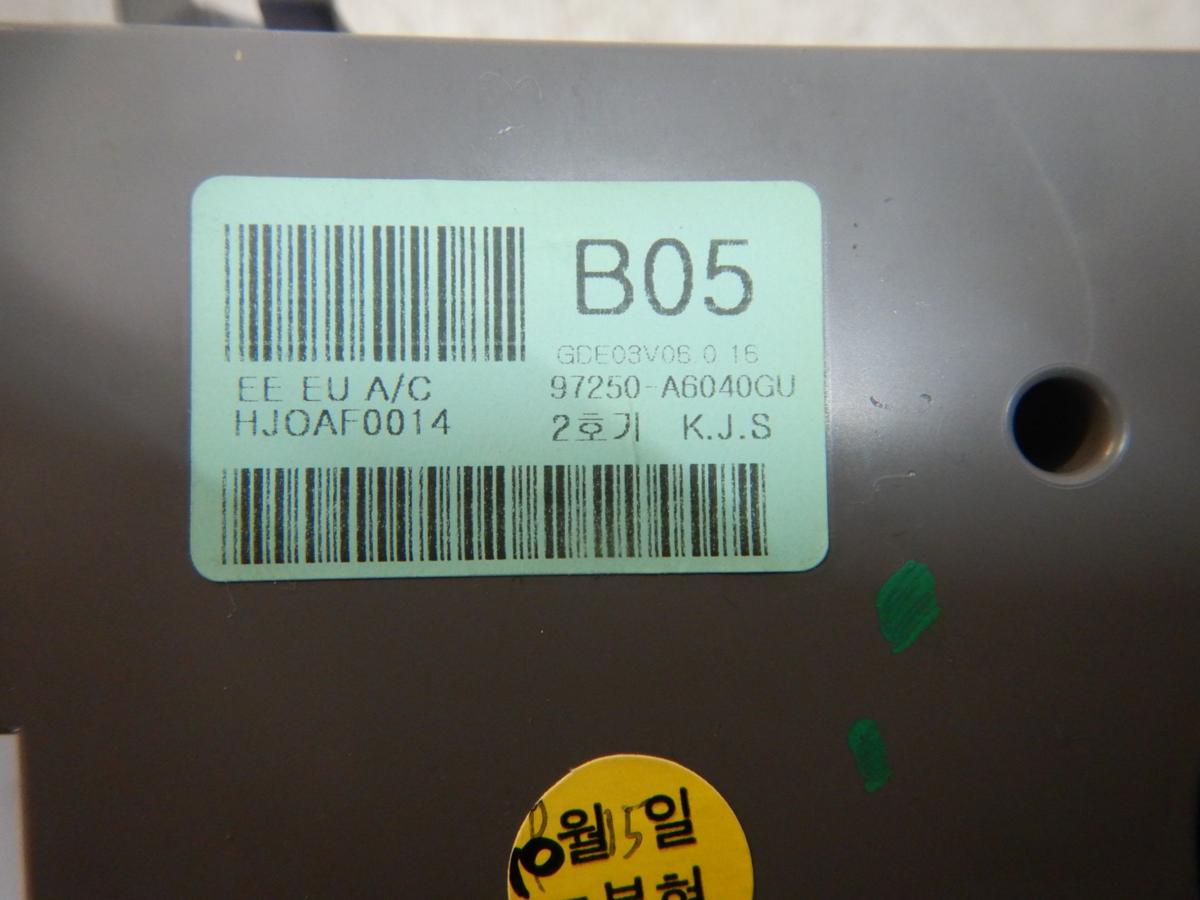 B05
GDE03V06.0 16
EE EU A/C
97250-A6040GU
HJOAF0014
2호기 K.J.S
월15일